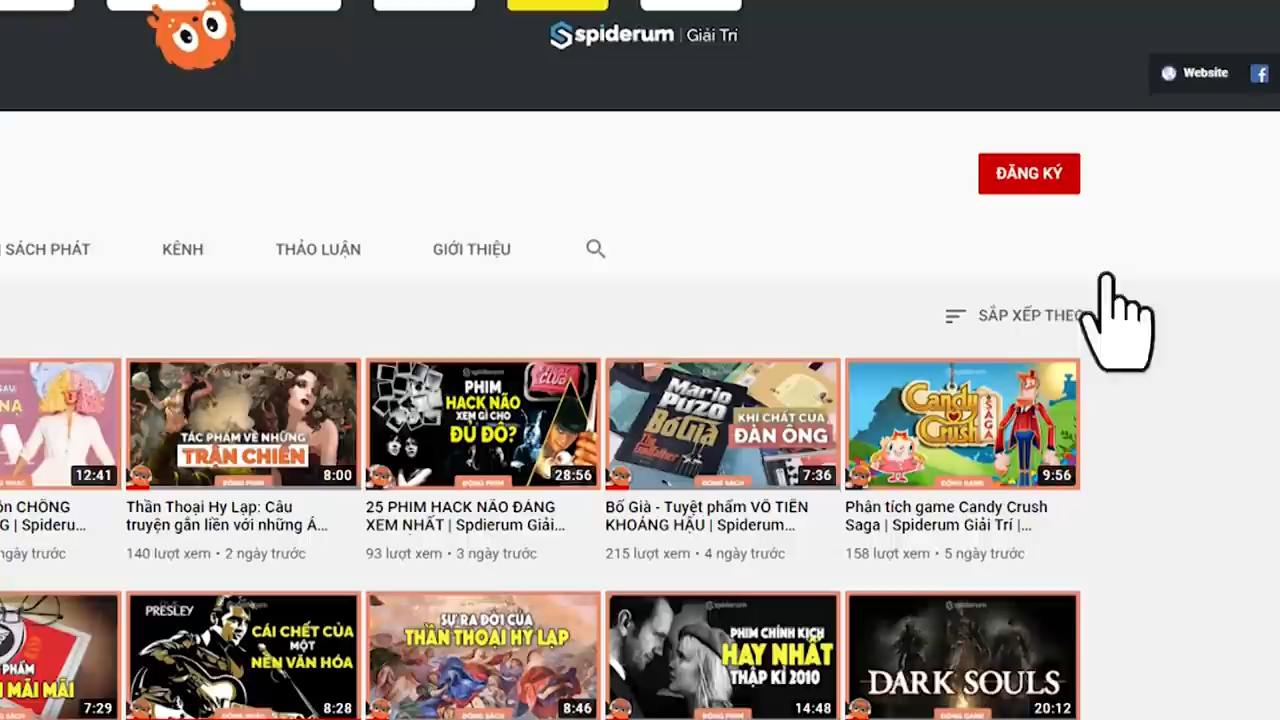 spiderum | Giải Trí
Website
ĐĂNG KÝ
SÁCH PHÁT
KÊNH
THẢO LUẬN
GIỚI THIỆU
SẮP XẾP THEO
12:41
TÁC PHẨM VỀ NHỮNG
TRẬN CHIẾN
8:00
PHIM
HACK NÃO
XEM GÌ CHO
ĐỦ ĐÔ?
28:56
Mario
Puzo
BốGià
The
Godfather
KHI CHẤT CỦA
ĐÀN ÔNG
7:36
Candy
Crush
SAGA
9:56
ồn CHỐNG
G | Spideru...
ngày trước
Thần Thoại Hy Lạp: Câu
truyện gắn liền với những Á...
140 lượt xem • 2 ngày trước
25 PHIM HACK NÃO ĐÁNG
XEM NHẤT | Spdierum Giải...
93 lượt xem • 3 ngày trước
Bố Già - Tuyệt phẩm VÔ TIỀN
KHOÁNG HẬU | Spiderum...
215 lượt xem • 4 ngày trước
Phân tích game Candy Crush
Saga | Spiderum Giải Trí |...
158 lượt xem • 5 ngày trước
PHẨM
MÃI MÃI
7:29
PRESLEY
CÁI CHẾT CỦA
MỘT
NỀN VĂN HÓA
8:28
SỰ RA ĐỜI CỦA
THẦN THOẠI HY LẠP
8:46
PHIM CHÍNH KỊCH
HAY NHẤT
THẬP KỈ 2010
14:48
DARK SOULS
20:12